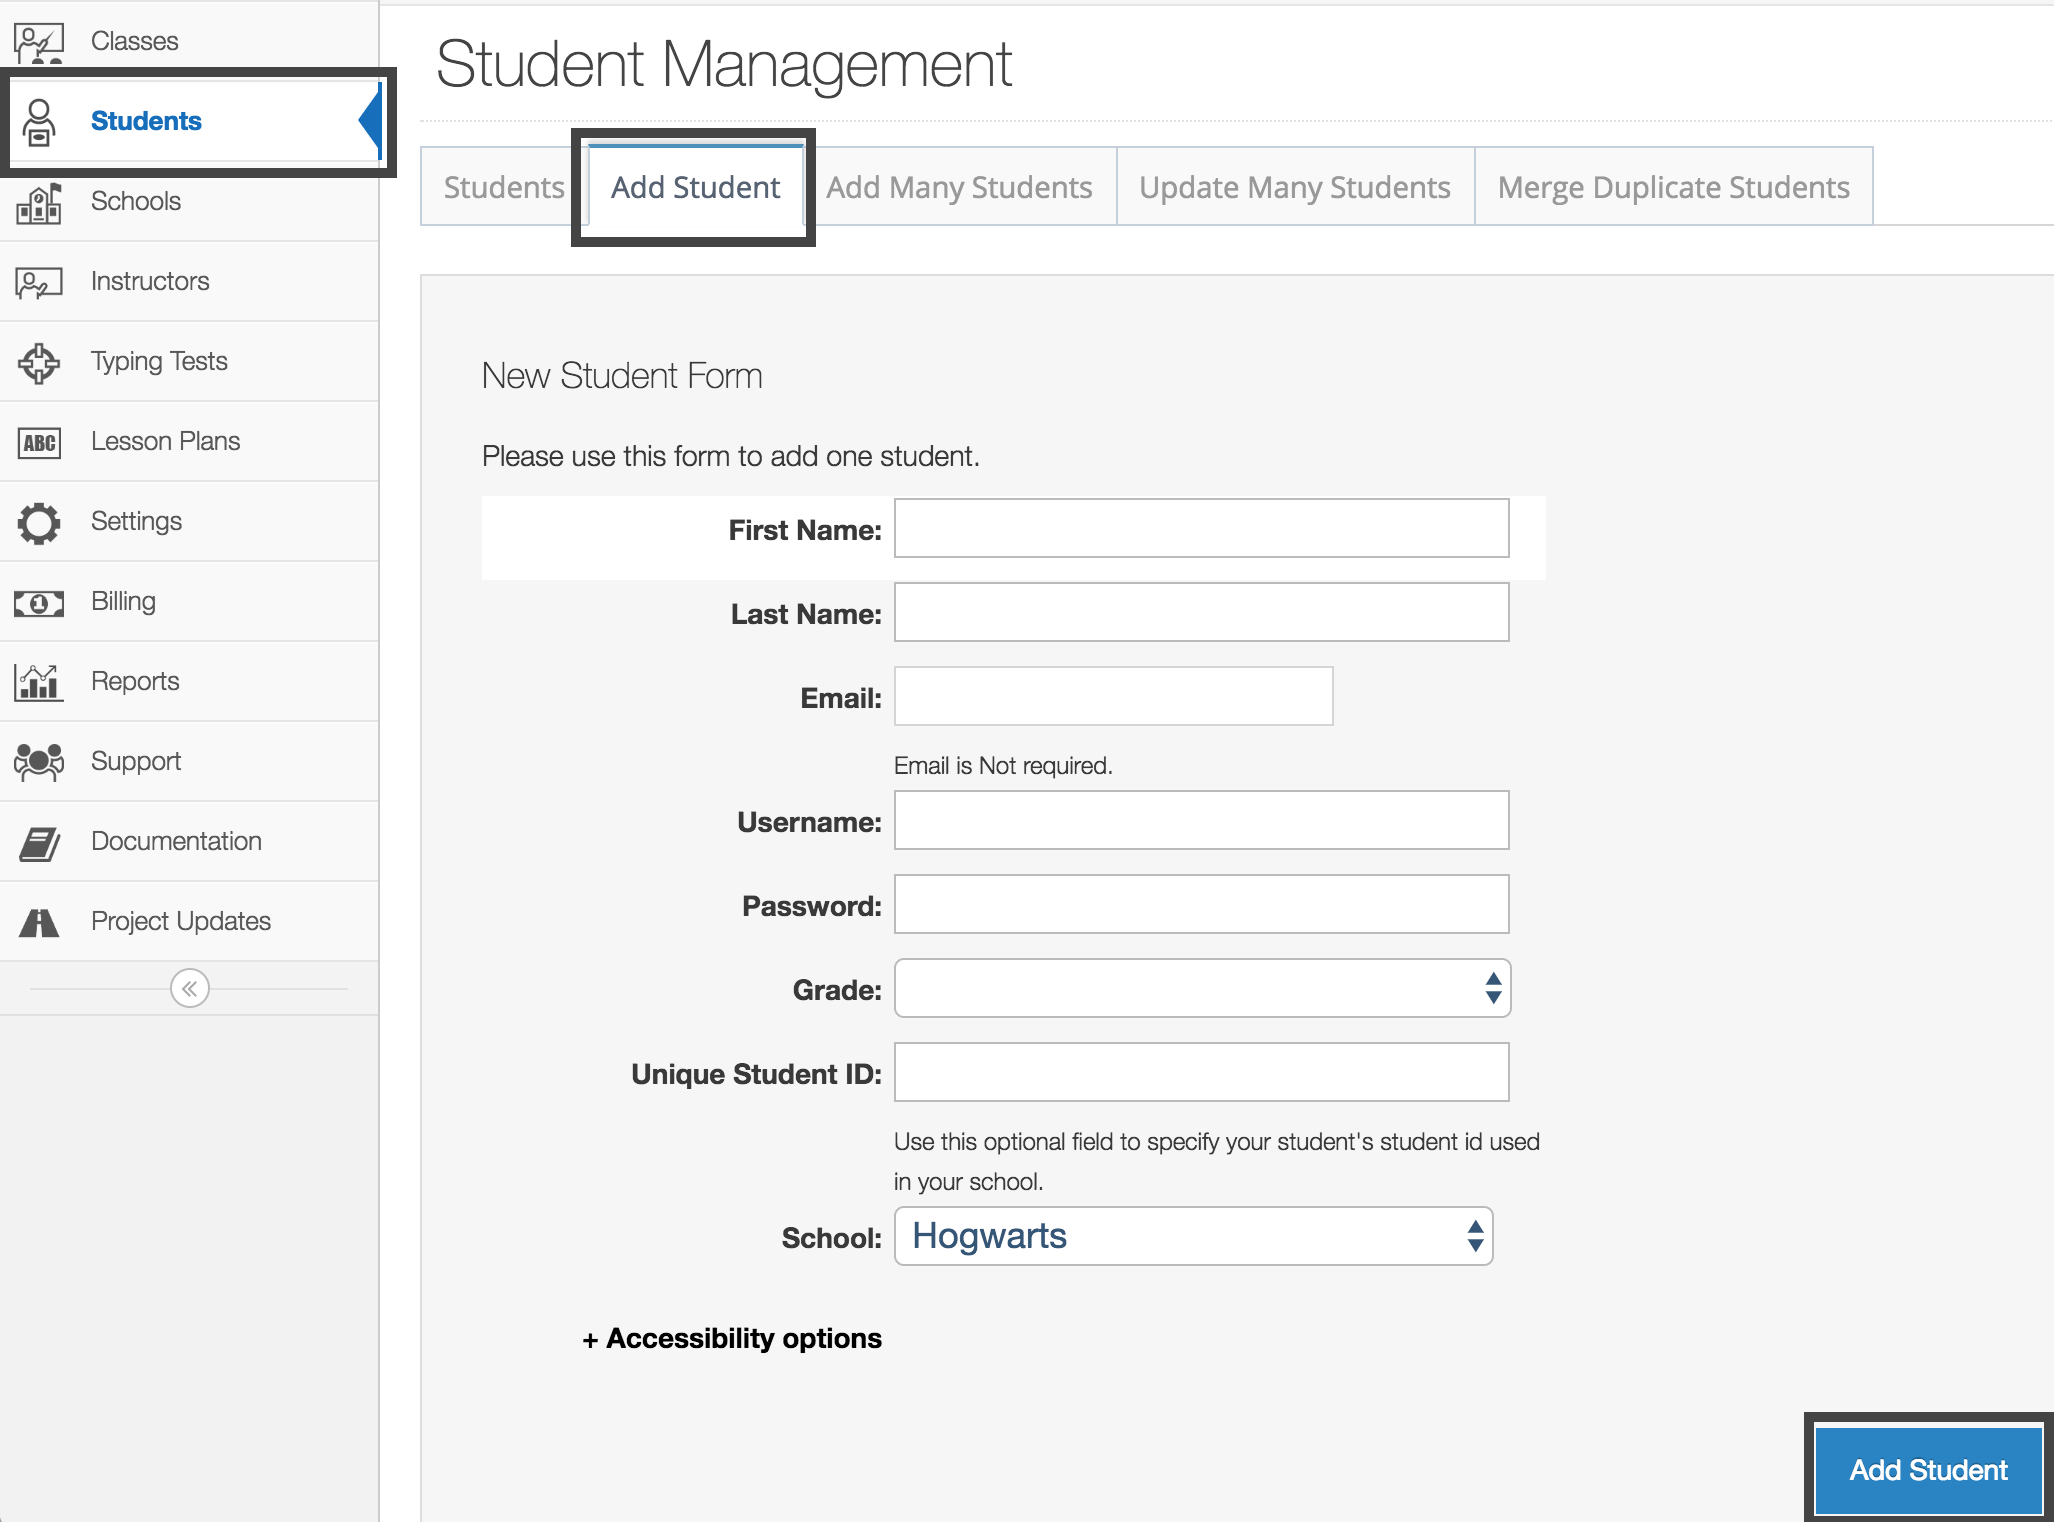 Classes
Students
Schools
Instructors
Typing Tests
ABC
Lesson Plans
Settings
1
Billing
Reports
Support
Documentation
Project Updates
Student Management
Students
Add Student
Add Many Students
Update Many Students
Merge Duplicate Students
New Student Form
Please use this form to add one student.
First Name:
Last Name:
Email:
Email is Not required.
Username:
Password:
Grade:
Unique Student ID:
Use this optional field to specify your student's student id used
in your school.
School:
Hogwarts
+ Accessibility options
Add Student